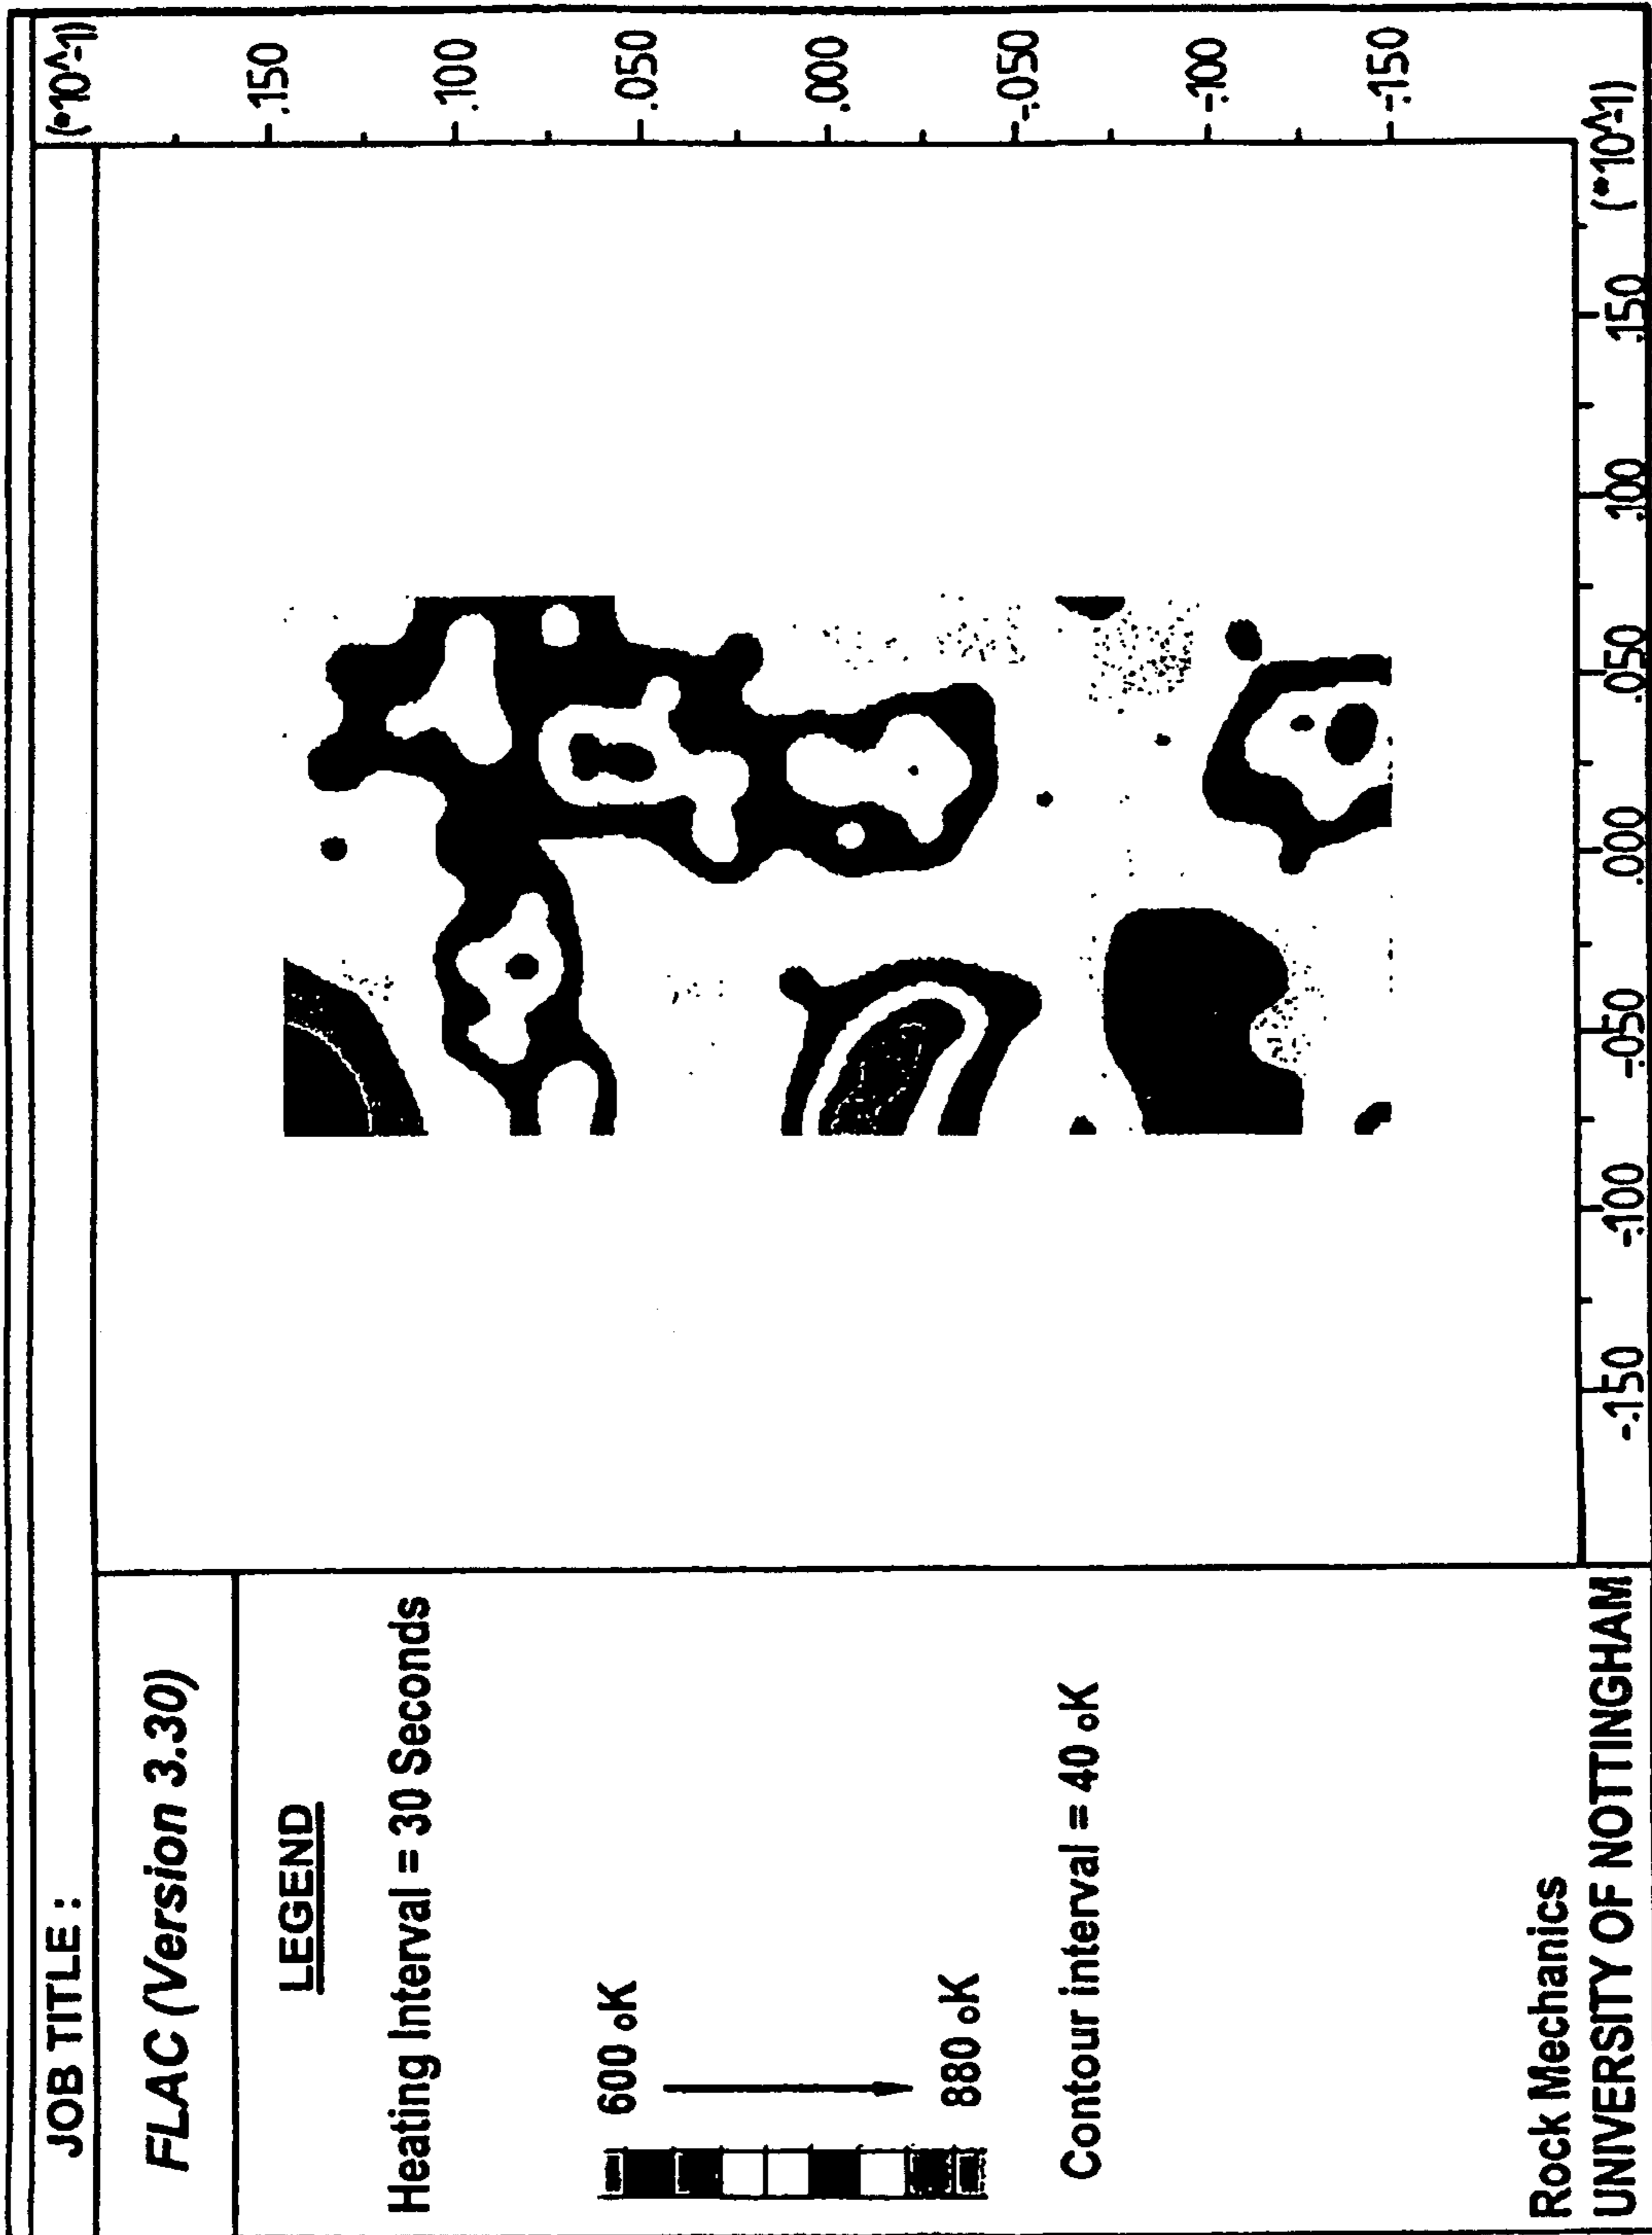 JOB TITLE :
FLAC (Version 3.30)
LEGEND
Heating Interval = 30 Seconds
600 oK
880 oK
Contour interval = 40 oK
Rock Mechanics
UNIVERSITY OF NOTTINGHAM
(*10^-1)
.150
.100
.050
.000
-.050
-.100
-.150
-.150 -.100 -.050 .000 .050 .100 .150 (*10^-1)